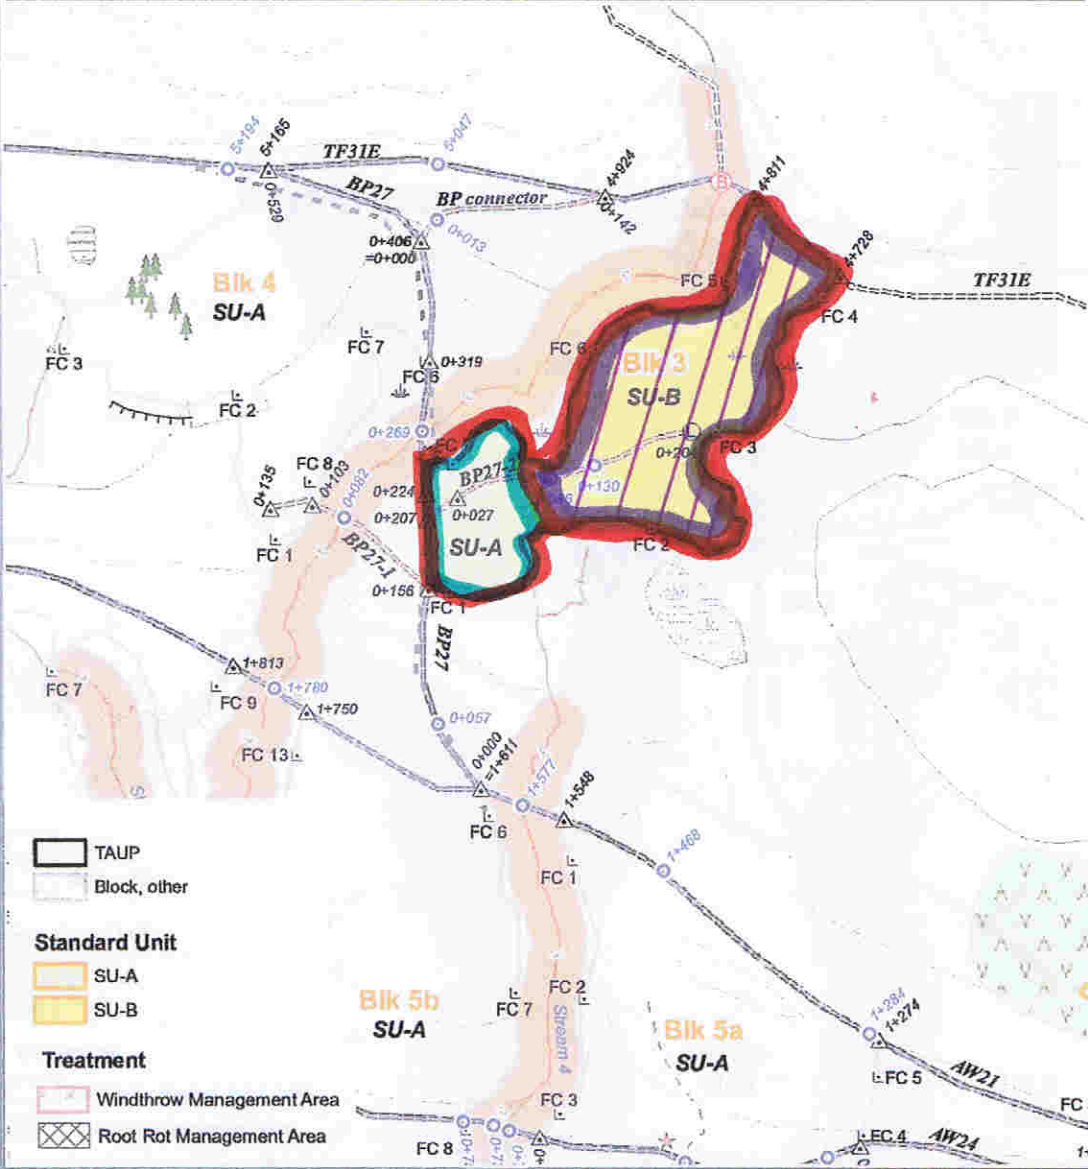 5+194
5+165
TF31E
5+047
BP27
0+529
BP connector
4+924
0+142
4+811
B
0+406
=0+000
0+013
4+728
TF31E
Blk 4
SU-A
FC 5
FC 4
FC 7
FC 6
Blk 3
SU-B
FC 3
0+319
FC 6
FC 2
0+269
FC 3
FC 8
0+103
0+135
0+082
0+224
BP27-2
0+130
0+207
0+027
SU-A
FC 2
FC 1
BP27-1
0+156
FC 1
BP27
1+813
FC 7
FC 9
1+780
1+750
0+057
FC 13
0+000
=1+611
1+577
1+548
FC 6
1+468
FC 1
TAUP
Block, other
Standard Unit
SU-A
SU-B
FC 2
FC 7
Blk 5b
SU-A
Stream 4
Blk 5a
SU-A
1+284
1+274
FC 5
AW21
Treatment
Windthrow Management Area
Root Rot Management Area
FC 3
FC
FC 8
FC 4
AW24